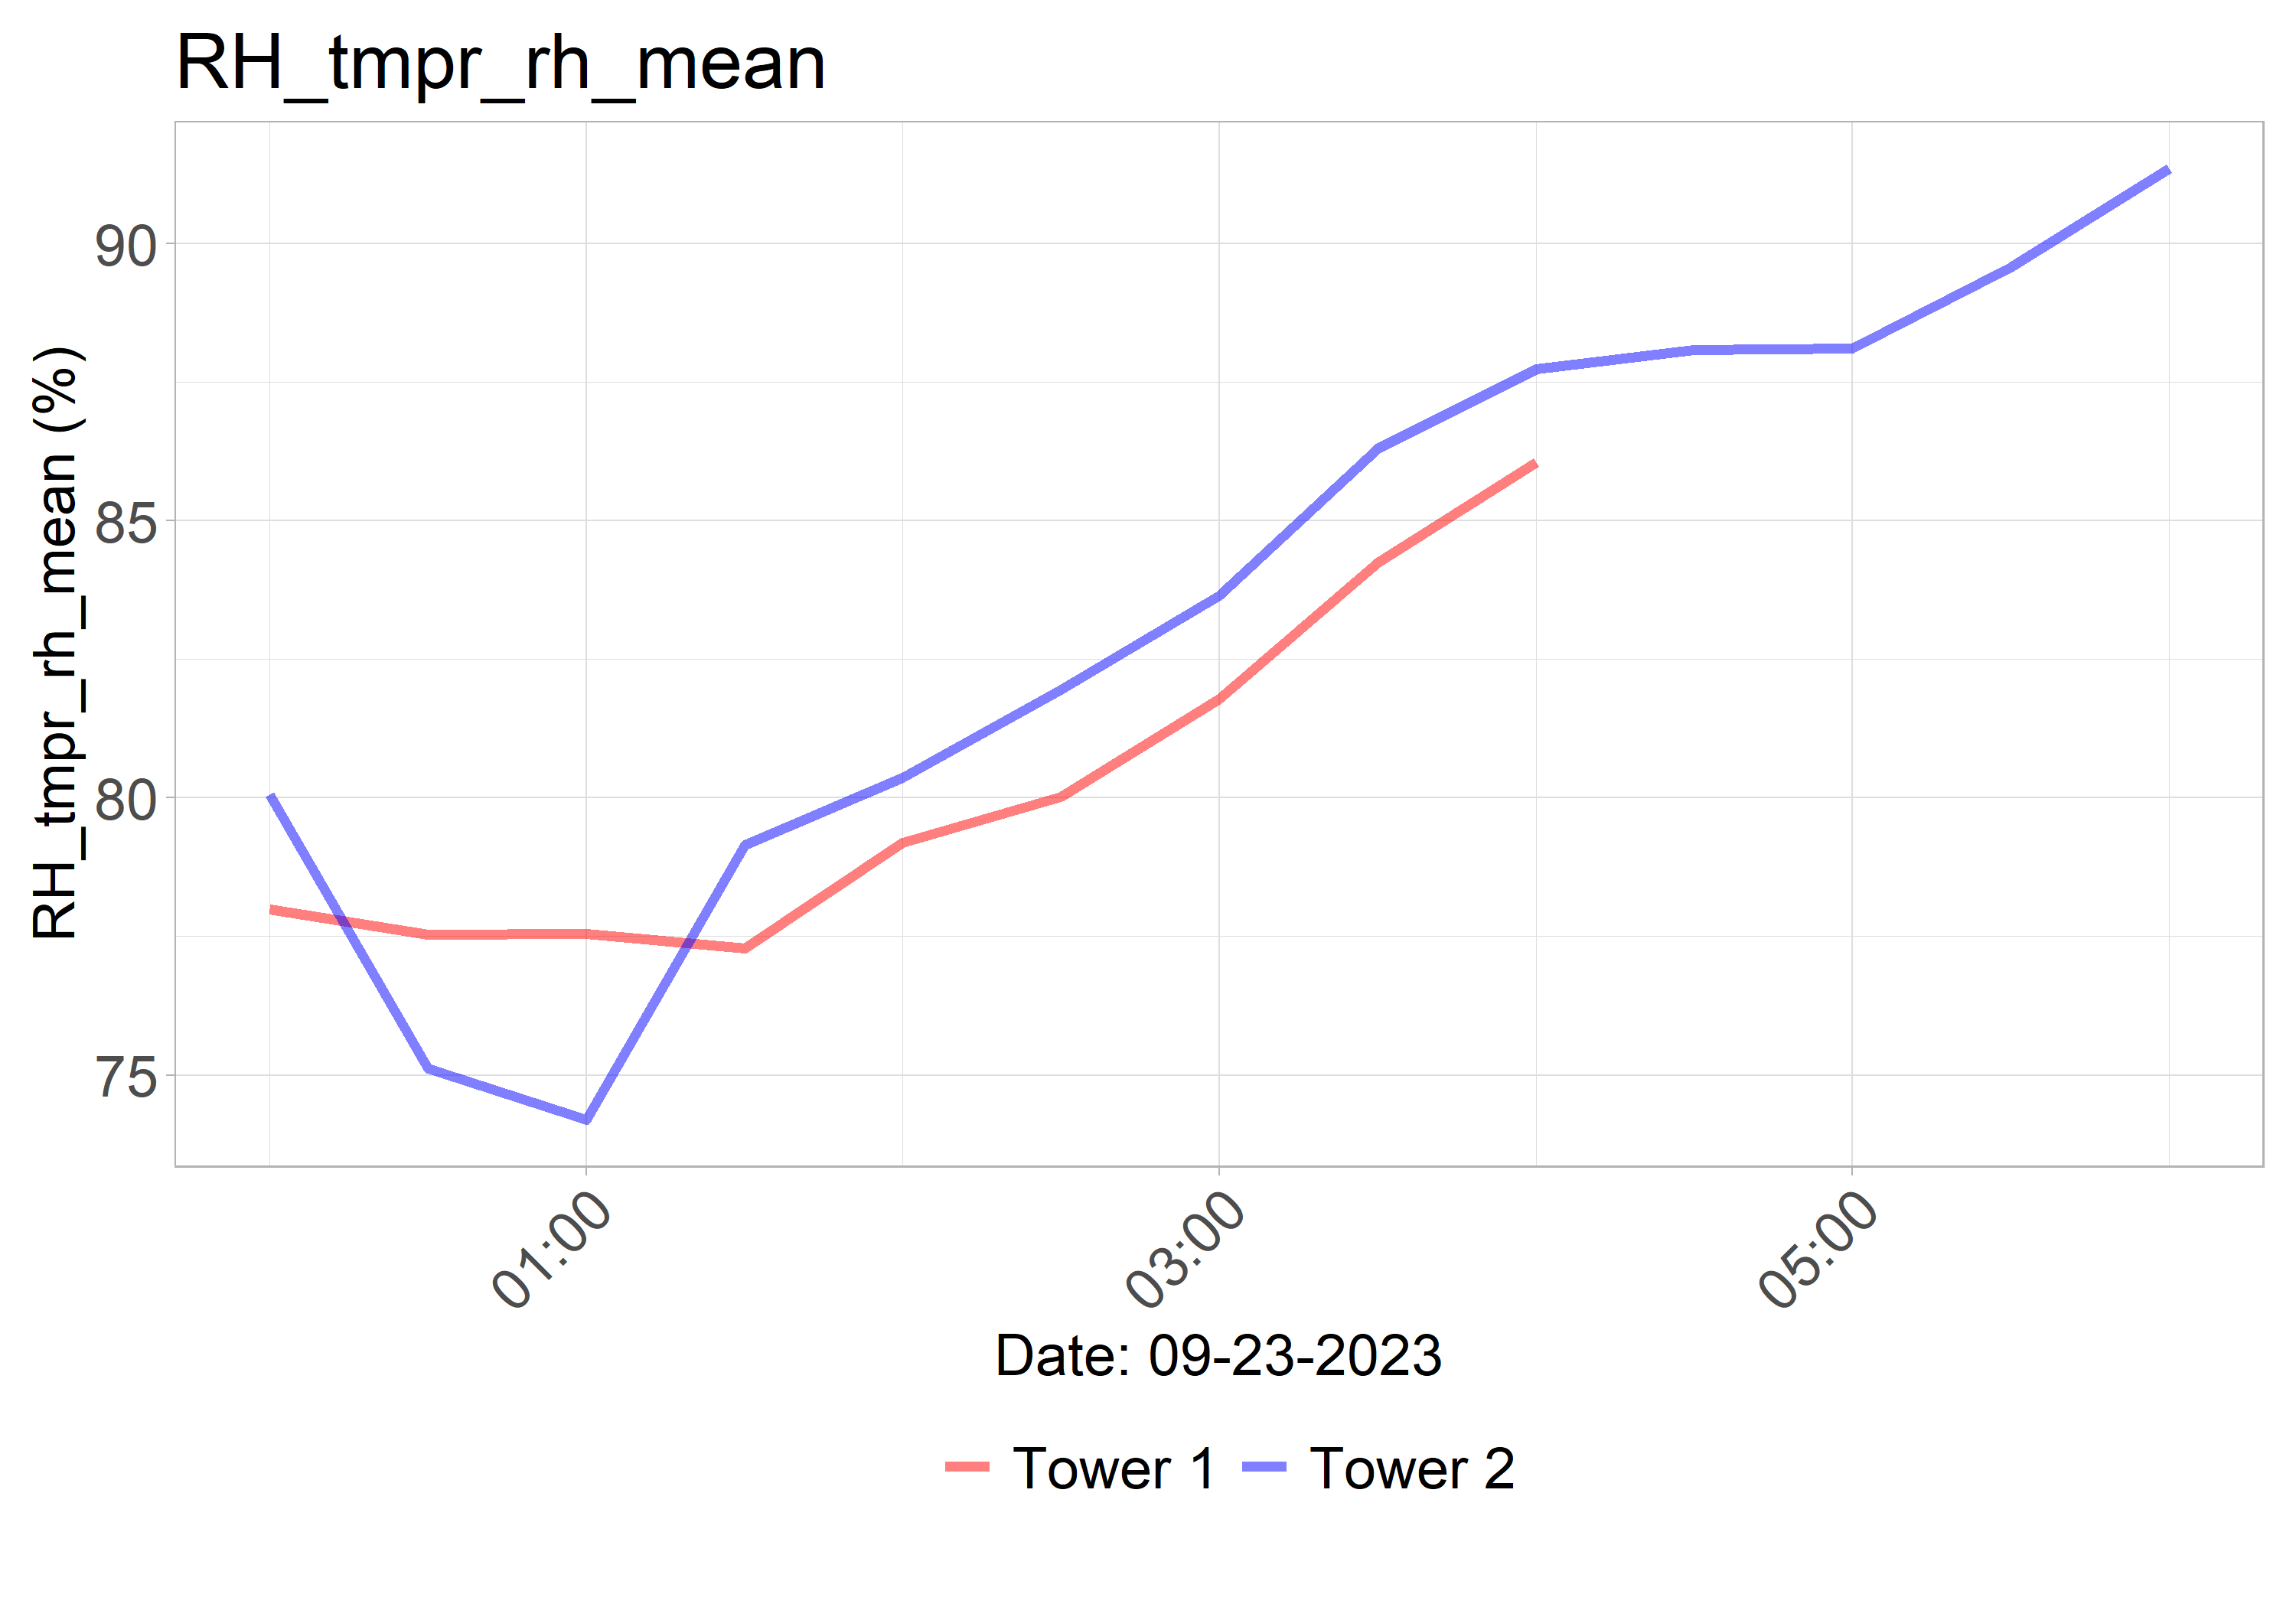 RH_tmpr_rh_mean
RH_tmpr_rh_mean (%)
90
85
80
75
01:00
03:00
05:00
Date: 09-23-2023
Tower 1
Tower 2